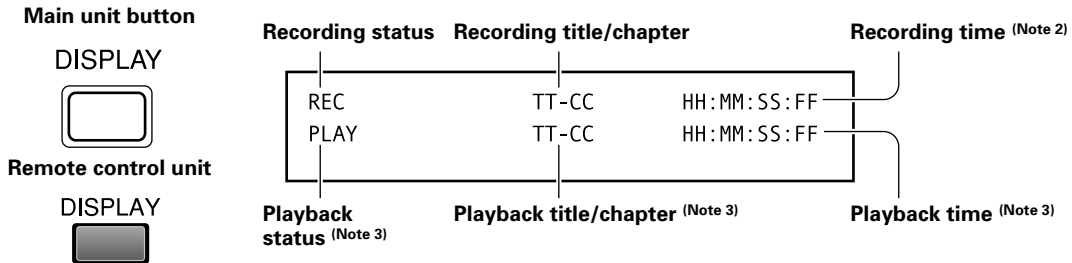 Main unit button
DISPLAY
Remote control unit
DISPLAY
Recording status Recording title/chapter Recording time (Note 2)
REC TT-CC HH:MM:SS:FF
PLAY TT-CC HH:MM:SS:FF
Playback status (Note 3)
Playback title/chapter (Note 3)
Playback time (Note 3)